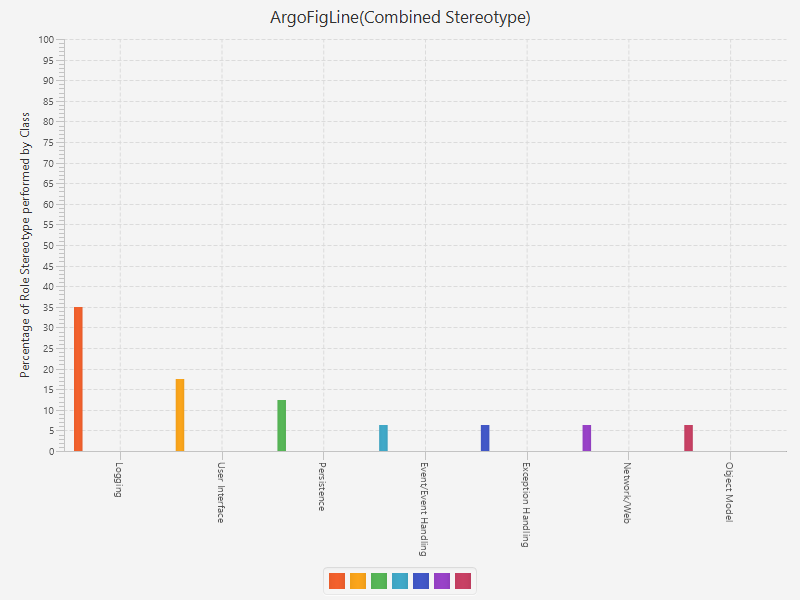 ArgoFigLine(Combined Stereotype)
Percentage of Role Stereotype performed by Class
100
95
90
85
80
75
70
65
60
55
50
45
40
35
30
25
20
15
10
5
0
Logging
User Interface
Persistence
Event/Event Handling
Exception Handling
Network/Web
Object Model